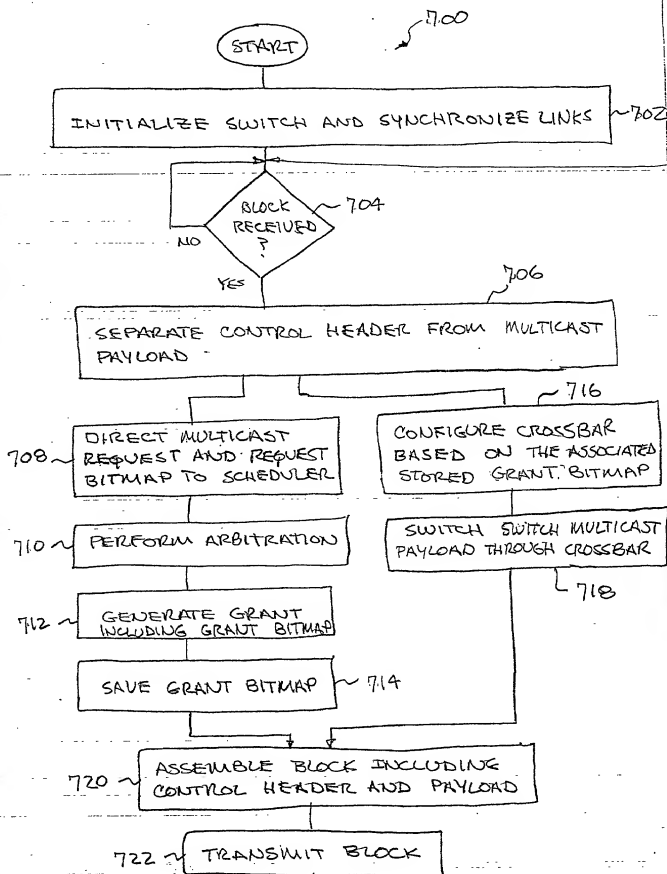 700
START
INITIALIZE SWITCH AND SYNCHRONIZE LINKS
702
BLOCK
RECEIVED
?
704
NO
YES
706
SEPARATE CONTROL HEADER FROM MULTICAST
PAYLOAD
708
DIRECT MULTICAST
REQUEST AND REQUEST
BITMAP TO SCHEDULER
716
CONFIGURE CROSSBAR
BASED ON THE ASSOCIATED
STORED GRANT BITMAP
710
PERFORM ARBITRATION
SWITCH SWITCH MULTICAST
PAYLOAD THROUGH CROSSBAR
718
712
GENERATE GRANT
INCLUDING GRANT BITMAP
SAVE GRANT BITMAP
714
720
ASSEMBLE BLOCK INCLUDING
CONTROL HEADER AND PAYLOAD
722
TRANSMIT BLOCK